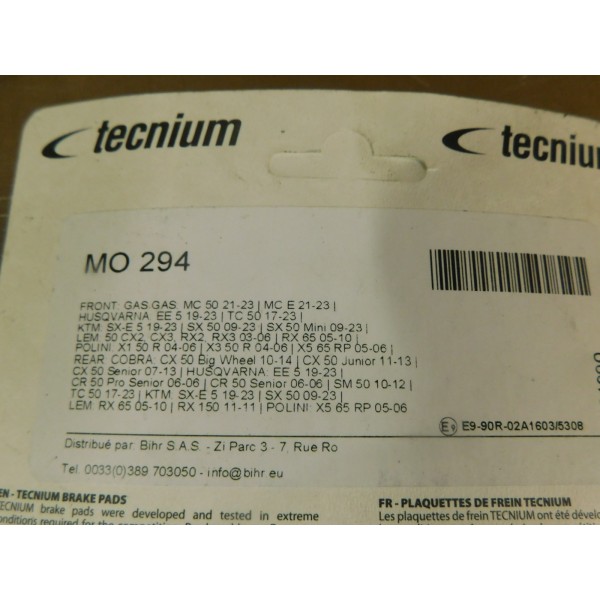 tecnium
tecnium
MO 294
FRONT: GAS.GAS: MC 50 21-23 | MC E 21-23 |
HUSQVARNA: EE 5 19-23 | TC 50 17-23 |
KTM: SX-E 5 19-23 | SX 50 09-23 | SX 50 Mini 09-23 |
LEM: 50 CX2, CX3, RX2, RX3 03-06 | RX 65 05-10 |
POLINI: X1 50 R 04-06 | X3 50 R 04-06 | X5 65 RP 05-06 |
REAR: COBRA: CX 50 Big Wheel 10-14 | CX 50 Junior 11-13 |
CX 50 Senior 07-13 | HUSQVARNA: EE 5 19-23 |
CR 50 Pro Senior 06-06 | CR 50 Senior 06-06 | SM 50 10-12 |
TC 50 17-23 | KTM: SX-E 5 19-23 | SX 50 09-23 |
LEM: RX 65 05-10 | RX 150 11-11 | POLINI: X5 65 RP 05-06
E9 E9-90R-02A1603/5308
Distribué par: Bihr S.A.S. - Zi Parc 3 - 7, Rue Ro
Tel. 0033(0)389 703050 - info@bihr.eu
EN - TECNIUM BRAKE PADS
TECNIUM brake pads were developed and tested in extreme
conditions required for the
FR - PLAQUETTES DE FREIN TECNIUM
Les plaquettes de frein TECNIUM ont été dévelo